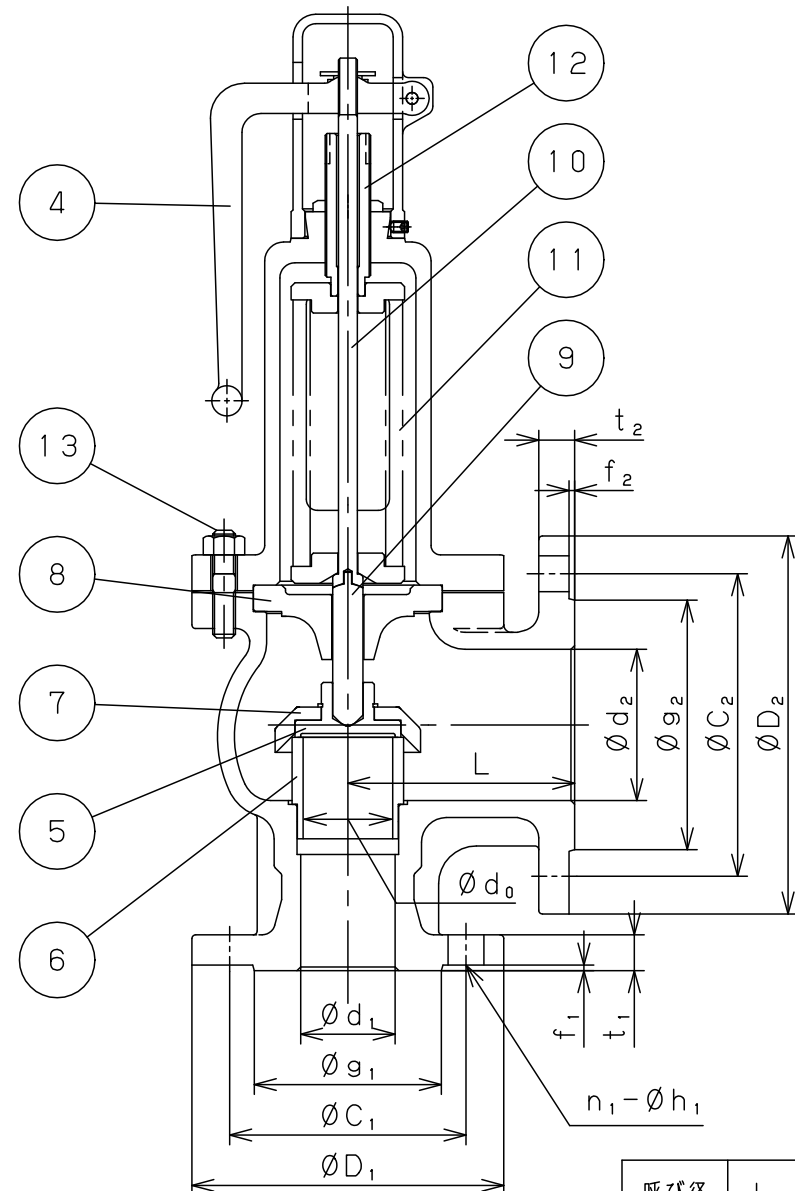 12
10
4
11
9
t₂
13
f₂
8
7
Ød₂
Øg₂
ØC₂
ØD₂
L
5
Ød₀
6
f₁
t₁
Ød₁
Øg₁
n₁-Øh₁
ØC₁
ØD₁
呼び径
L